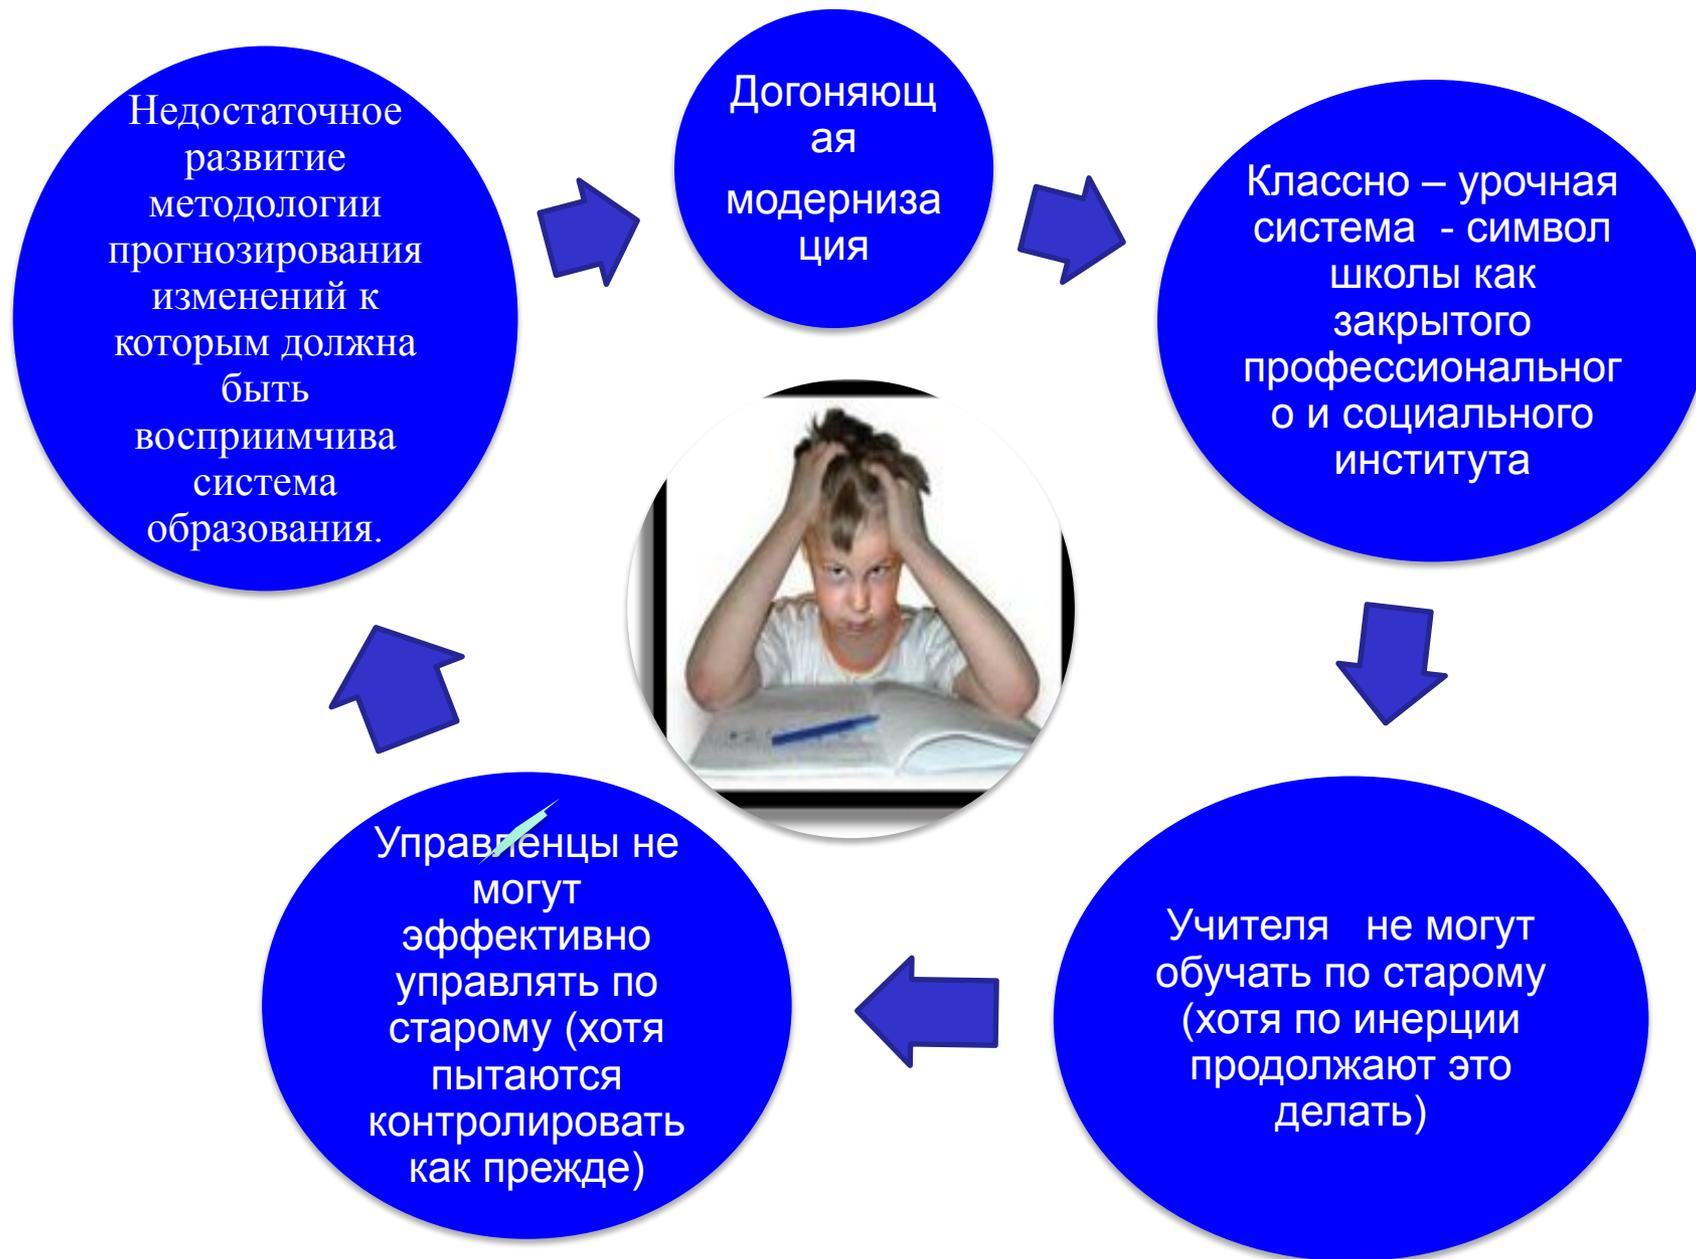 Недостаточное
развитие
методологии
прогнозирования
изменений к
которым должна
быть
восприимчива
система
образования.
Догоняющ
ая
модерниза
ция
Классно – урочная
система - символ
школы как
закрытого
профессиональног
о и социального
института
Учителя не могут
обучать по старому
(хотя по инерции
продолжают это
делать)
Управленцы не
могут
эффективно
управлять по
старому (хотя
пытаются
контролировать
как прежде)